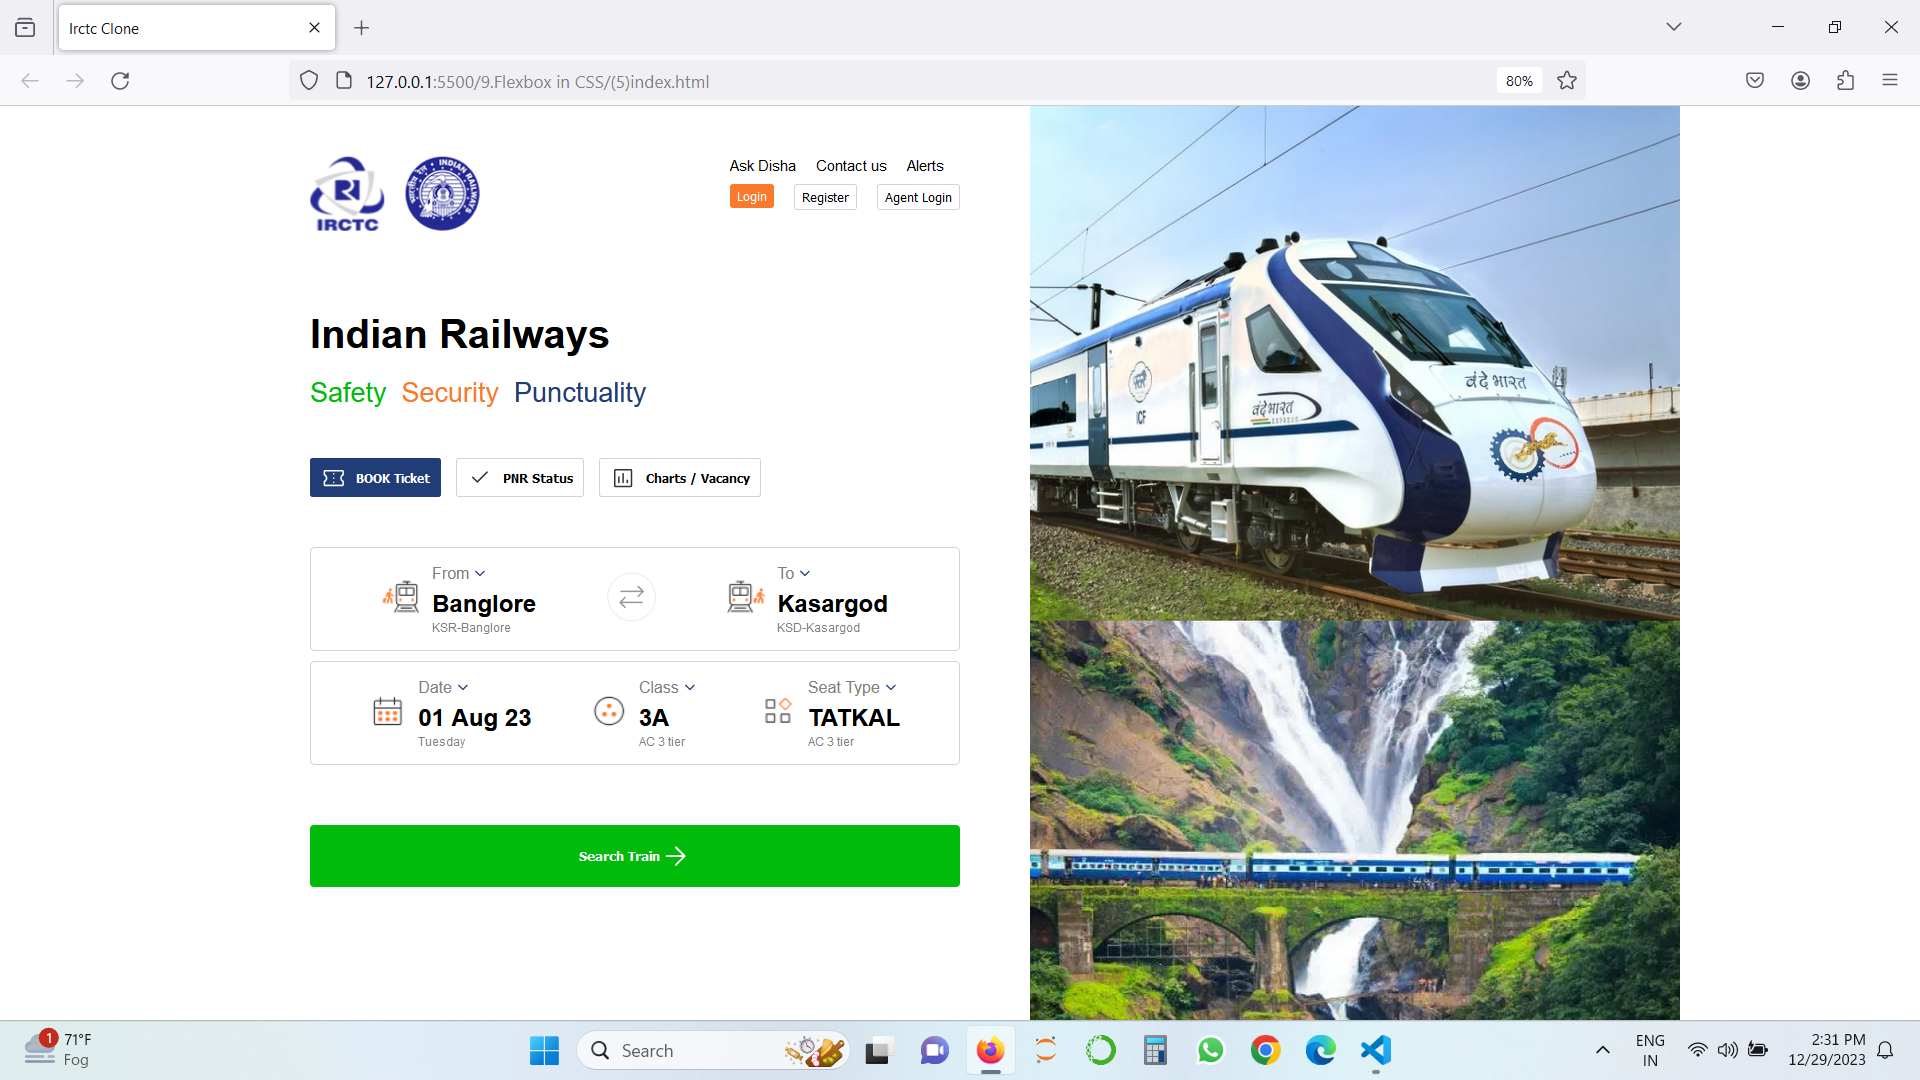 Irctc Clone
127.0.0.1:5500/9.Flexbox in CSS/(5)index.html
80%
IRCTC
INDIAN RAILWAYS
भारतीय रेल
Ask Disha Contact us Alerts
Login Register Agent Login
Indian Railways
Safety Security Punctuality
BOOK Ticket PNR Status Charts / Vacancy
From To
Banglore Kasargod
KSR-Banglore KSD-Kasargod
Date Class Seat Type
01 Aug 23 3A TATKAL
Tuesday AC 3 tier AC 3 tier
Search Train
वंदे भारत
ICF
वंदे भारत
EXPRESS
1
71°F
Fog
Search
ENG
IN
2:31 PM
12/29/2023